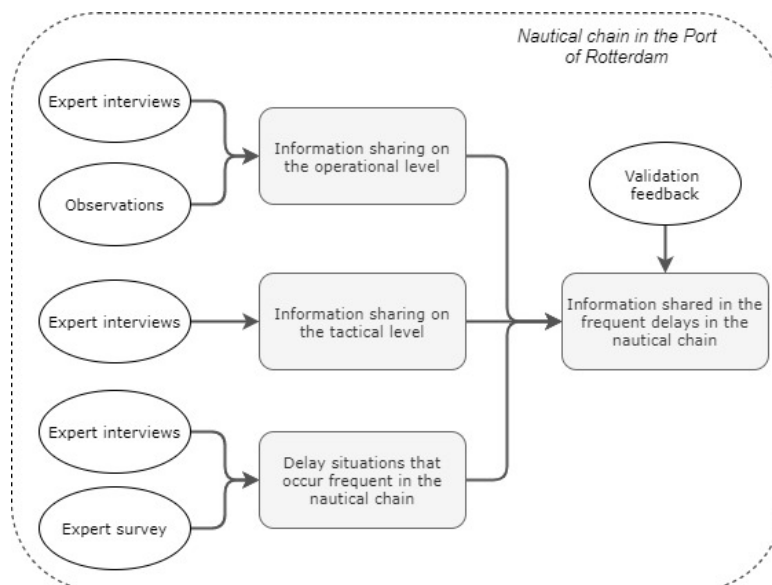 Nautical chain in the Port
of Rotterdam
Expert interviews
Observations
Information sharing on
the operational level
Validation
feedback
Expert interviews
Information sharing on
the tactical level
Information shared in the
frequent delays in the
nautical chain
Expert interviews
Expert survey
Delay situations that
occur frequent in the
nautical chain